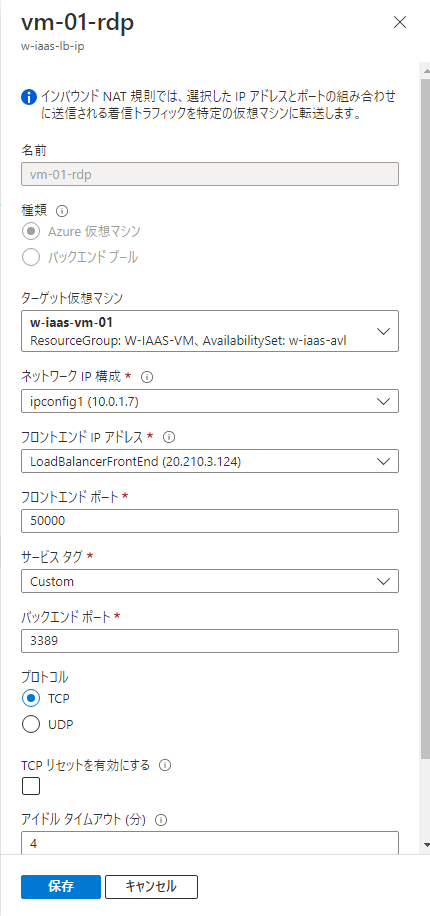 vm-01-rdp
w-iaas-lb-ip
インバウンド NAT 規則では、選択した IP アドレスとポートの組み合わせ
に送信される着信トラフィックを特定の仮想マシンに転送します。
名前
vm-01-rdp
種類
Azure 仮想マシン
バックエンド プール
ターゲット仮想マシン
w-iaas-vm-01
ResourceGroup: W-IAAS-VM、AvailabilitySet: w-iaas-avl
ネットワーク IP 構成 *
ipconfig1 (10.0.1.7)
フロントエンド IP アドレス *
LoadBalancerFrontEnd (20.210.3.124)
フロントエンド ポート *
50000
サービス タグ *
Custom
バックエンド ポート *
3389
プロトコル
TCP
UDP
TCP リセットを有効にする
アイドル タイムアウト (分)
4
保存
キャンセル